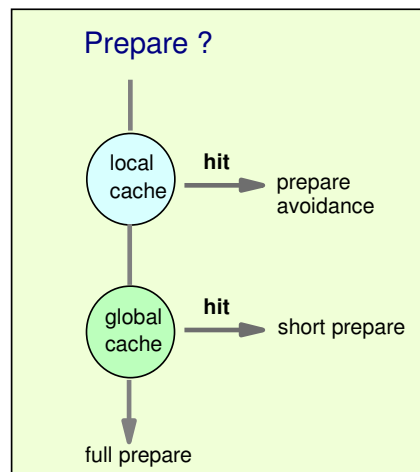 Prepare ?
local
cache
hit
prepare
avoidance
global
cache
hit
short prepare
full prepare